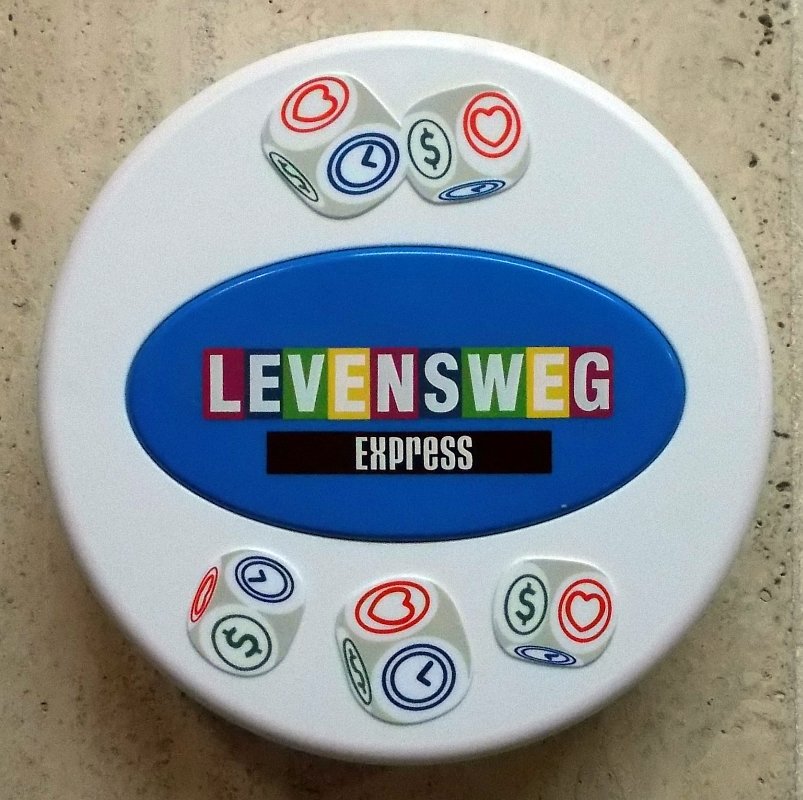 $ $
LEVENSWEG
EXPRESS
$ $ $